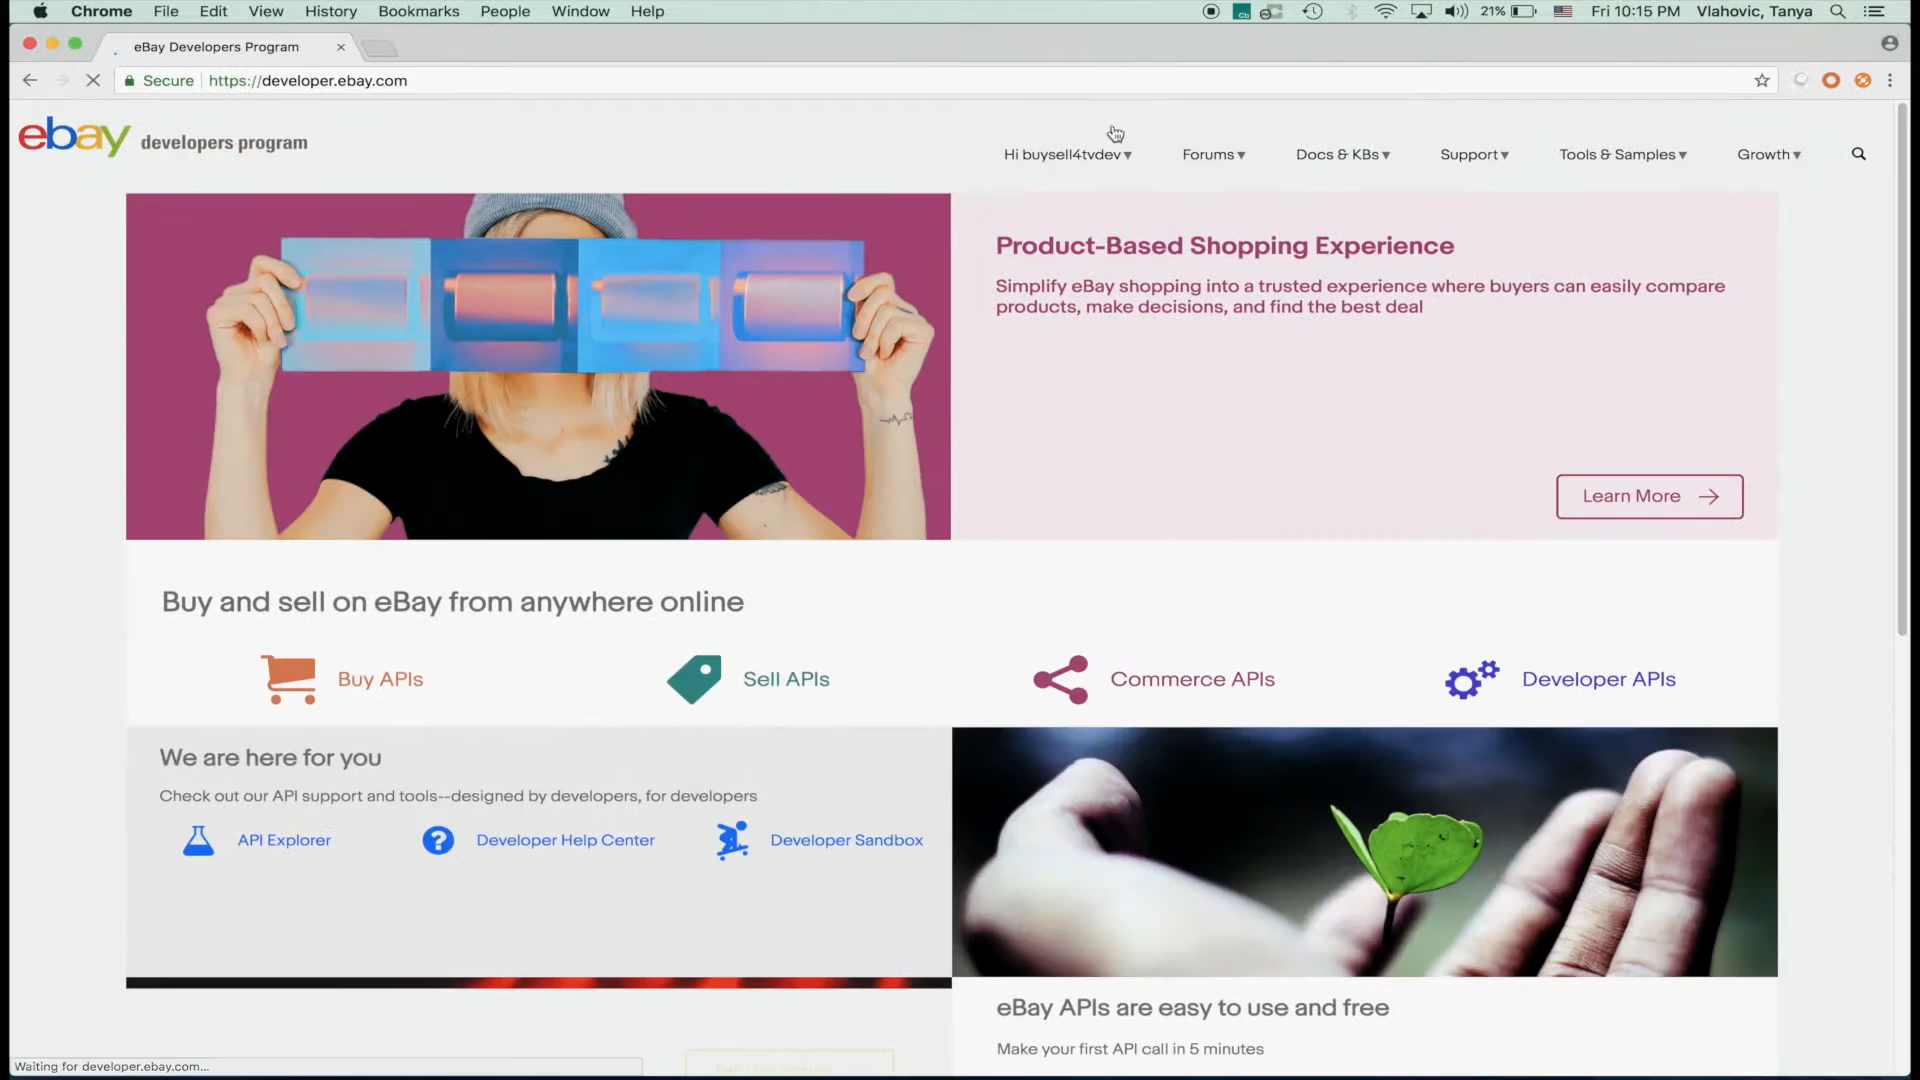 Chrome File Edit View History Bookmarks People Window Help
21% Fri 10:15 PM Vlahovic, Tanya
eBay Developers Program
Secure https://developer.ebay.com
ebay developers program
Hi buysell4tvdev▼ Forums▼ Docs & KBs▼ Support▼ Tools & Samples▼ Growth▼
Product-Based Shopping Experience
Simplify eBay shopping into a trusted experience where buyers can easily compare
products, make decisions, and find the best deal
Learn More →
Buy and sell on eBay from anywhere online
Buy APIs
Sell APIs
Commerce APIs
Developer APIs
We are here for you
Check out our API support and tools--designed by developers, for developers
API Explorer
Developer Help Center
Developer Sandbox
eBay APIs are easy to use and free
Make your first API call in 5 minutes
Waiting for developer.ebay.com...